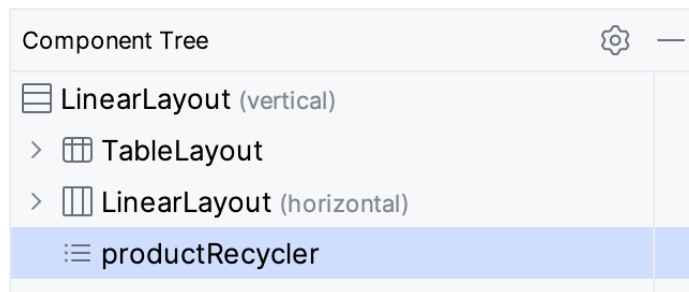 Component Tree
LinearLayout (vertical)
TableLayout
LinearLayout (horizontal)
productRecycler